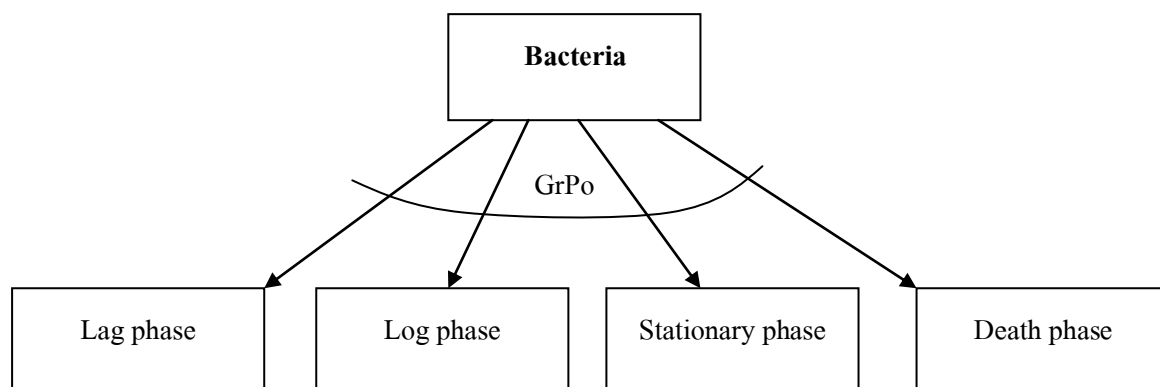 Bacteria
GrPo
Lag phase
Log phase
Stationary phase
Death phase